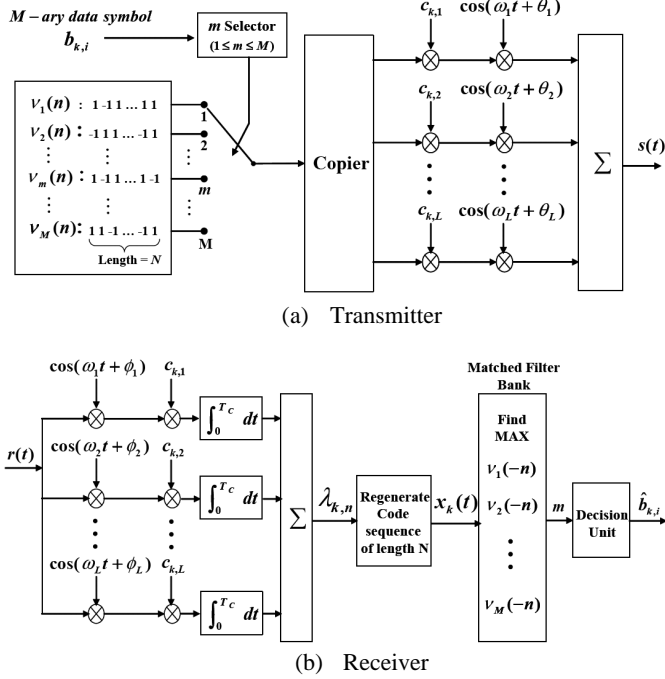 M – ary data symbol
b_{k,i}
m Selector
(1 ≤ m ≤ M)
ν_1(n) : 1 -1 1 ... 1 1
ν_2(n) : -1 1 1 ... -1 1
ν_m(n) : 1 -1 1 ... 1 -1
ν_M(n) : 1 1 -1 ... -1 1
Length = N
1
2
m
M
Copier
c_{k,1} cos(ω_1 t + θ_1)
c_{k,2} cos(ω_2 t + θ_2)
c_{k,L} cos(ω_L t + θ_L)
Σ
s(t)
(a) Transmitter
r(t)
cos(ω_1 t + ϕ_1) c_{k,1}
∫_0^{T_C} dt
cos(ω_2 t + ϕ_2) c_{k,2}
∫_0^{T_C} dt
cos(ω_L t + ϕ_L) c_{k,L}
∫_0^{T_C} dt
Σ
λ_{k,n}
Regenerate
Code
sequence
of length N
x_k(t)
Matched Filter
Bank
Find
MAX
ν_1(-n)
ν_2(-n)
ν_M(-n)
m
Decision
Unit
b̂_{k,i}
(b) Receiver